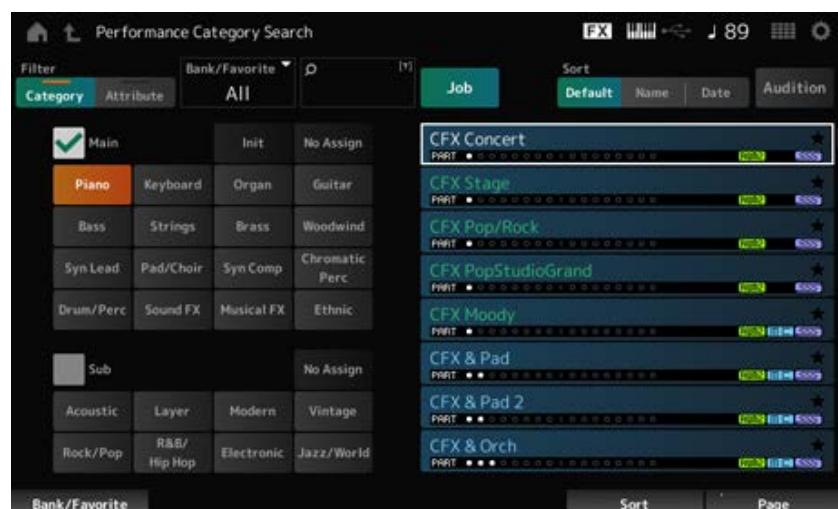 Performance Category Search
FX
♩ 89
Filter
Category
Attribute
Bank/Favorite
All
Job
Sort
Default
Name
Date
Audition
Main
Init
No Assign
Piano
Keyboard
Organ
Guitar
Bass
Strings
Brass
Woodwind
Syn Lead
Pad/Choir
Syn Comp
Chromatic
Perc
Drum/Perc
Sound FX
Musical FX
Ethnic
Sub
No Assign
Acoustic
Layer
Modern
Vintage
Rock/Pop
R&B/
Hip Hop
Electronic
Jazz/World
CFX Concert
PART
CFX Stage
PART
CFX Pop/Rock
PART
CFX PopStudioGrand
PART
CFX Moody
PART
CFX & Pad
PART
CFX & Pad 2
PART
CFX & Orch
PART
Bank/Favorite
Sort
Page